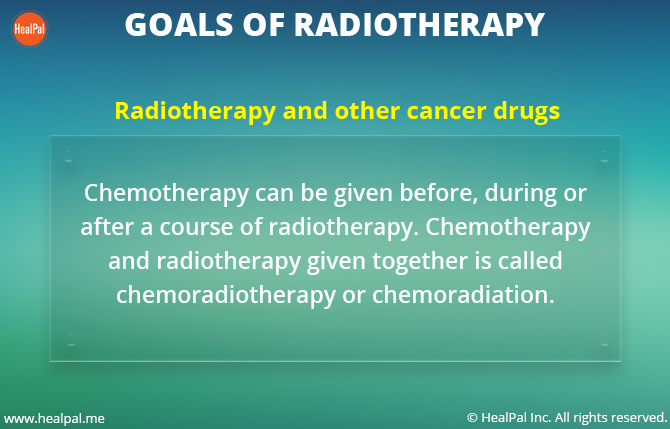 HealPal
GOALS OF RADIOTHERAPY
Radiotherapy and other cancer drugs
Chemotherapy can be given before, during or
after a course of radiotherapy. Chemotherapy
and radiotherapy given together is called
chemoradiotherapy or chemoradiation.
www.healpal.me
© HealPal Inc. All rights reserved.